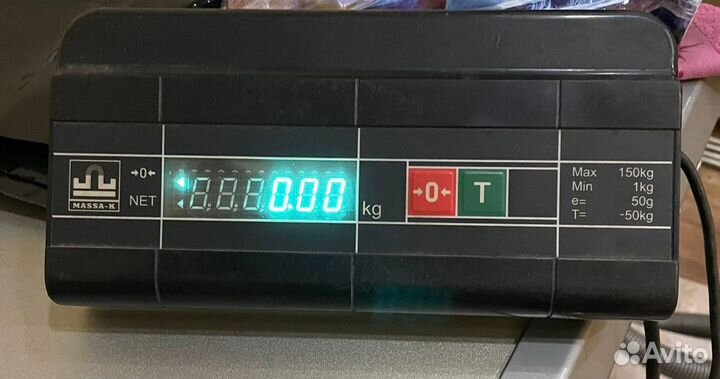 →0←
NET
MASSA-K
0.00
kg
→0←
T
Max 150kg
Min 1kg
e= 50g
T= -50kg
Avito